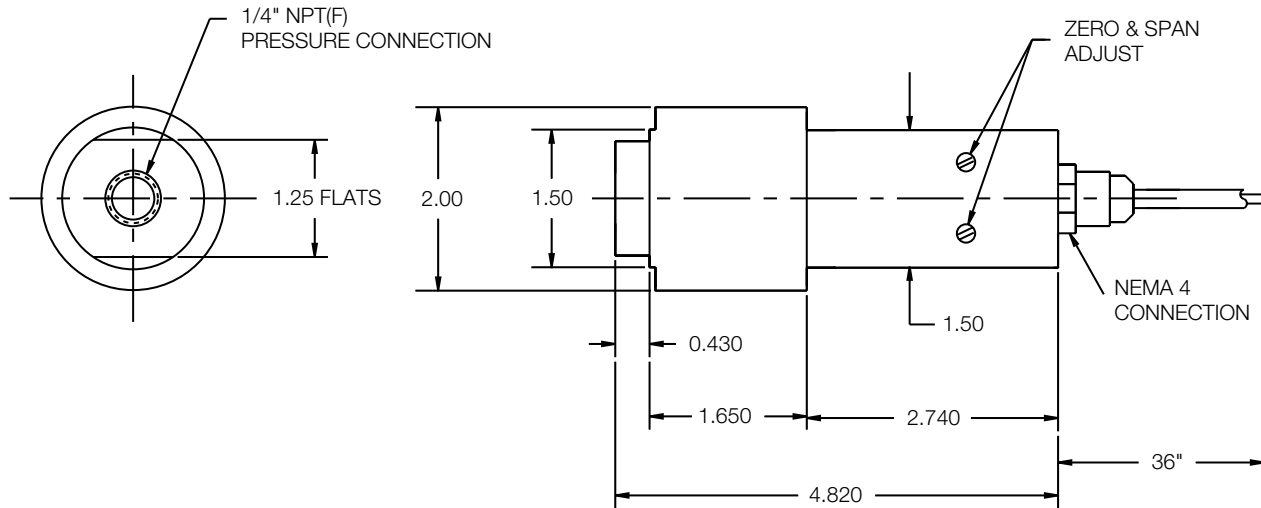 1/4" NPT(F)
PRESSURE CONNECTION
ZERO & SPAN
ADJUST
1.25 FLATS
2.00
1.50
NEMA 4
CONNECTION
1.50
0.430
1.650
2.740
36"
4.820